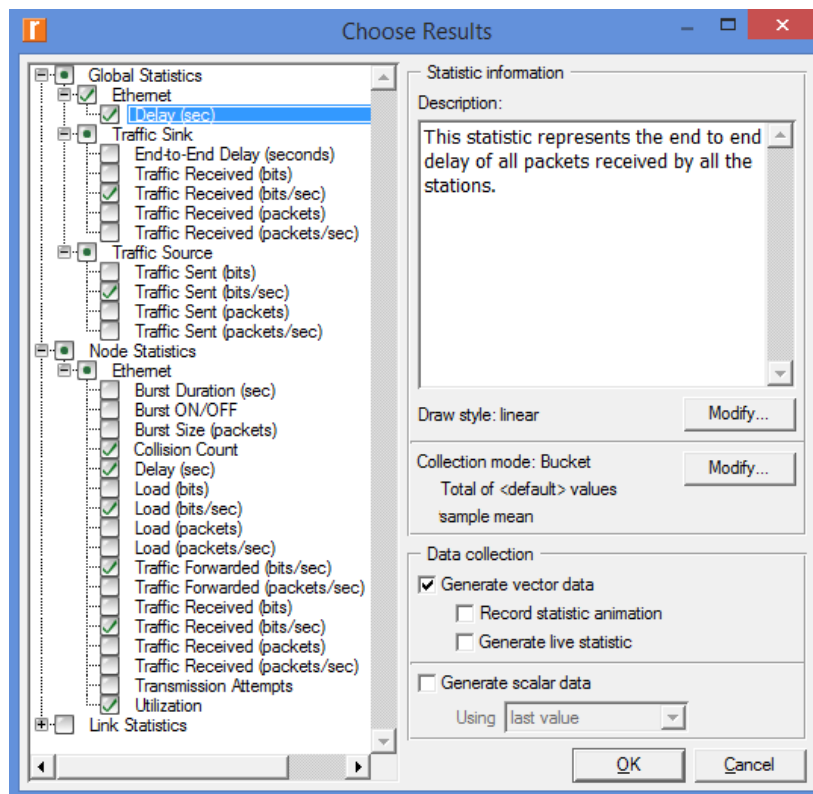 Choose Results
Global Statistics
Ethernet
Delay (sec)
Traffic Sink
End-to-End Delay (seconds)
Traffic Received (bits)
Traffic Received (bits/sec)
Traffic Received (packets)
Traffic Received (packets/sec)
Traffic Source
Traffic Sent (bits)
Traffic Sent (bits/sec)
Traffic Sent (packets)
Traffic Sent (packets/sec)
Node Statistics
Ethernet
Burst Duration (sec)
Burst ON/OFF
Burst Size (packets)
Collision Count
Delay (sec)
Load (bits)
Load (bits/sec)
Load (packets)
Load (packets/sec)
Traffic Forwarded (bits/sec)
Traffic Forwarded (packets/sec)
Traffic Received (bits)
Traffic Received (bits/sec)
Traffic Received (packets)
Traffic Received (packets/sec)
Transmission Attempts
Utilization
Link Statistics
Statistic information
Description:
This statistic represents the end to end
delay of all packets received by all the
stations.
Draw style: linear
Modify...
Collection mode: Bucket
Modify...
Total of <default> values
sample mean
Data collection
Generate vector data
Record statistic animation
Generate live statistic
Generate scalar data
Using last value
OK
Cancel